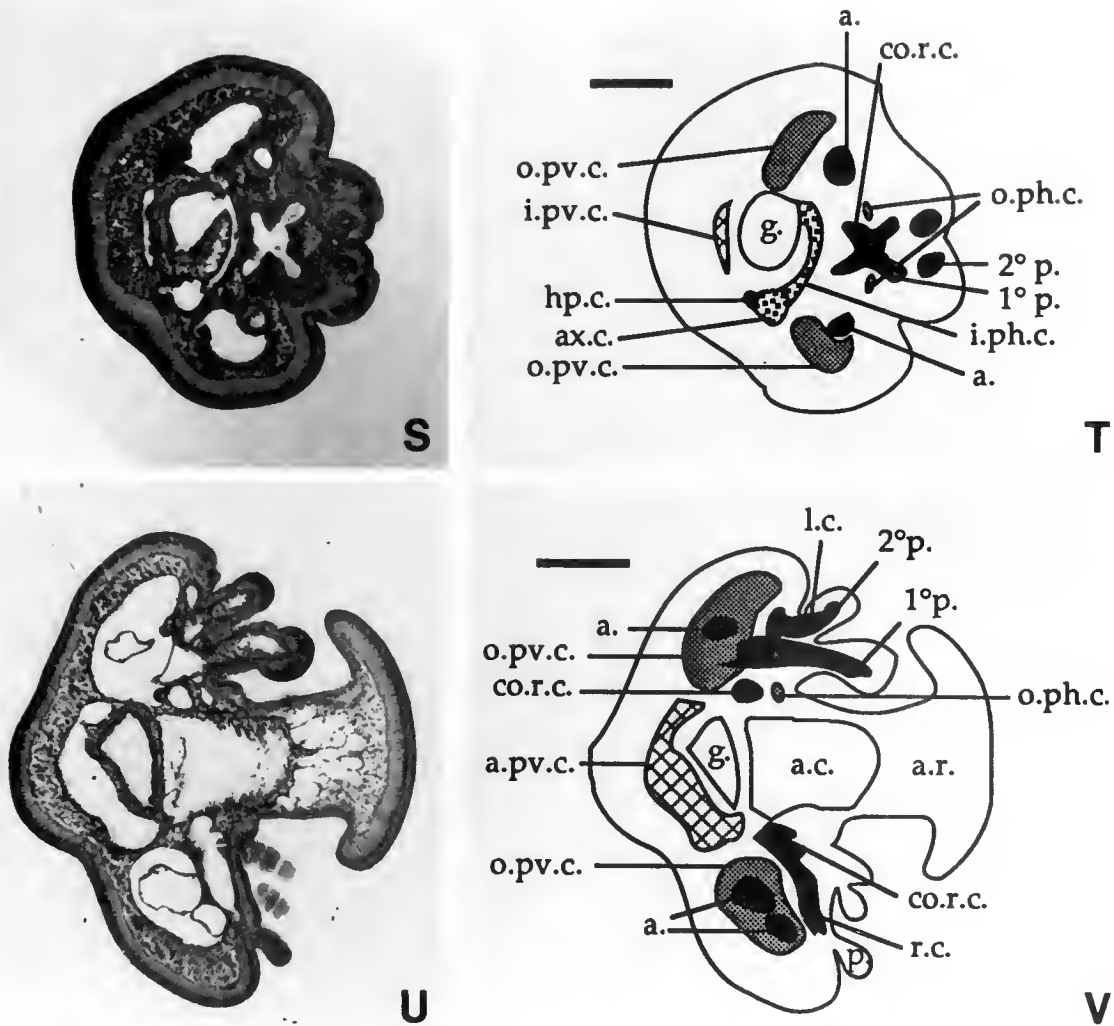 a.
co.r.c.
o.pv.c.
i.pv.c.
g.
o.ph.c.
2° p.
1° p.
hp.c.
ax.c.
i.ph.c.
o.pv.c.
a.
S
T
l.c.
2°p.
1°p.
a.
o.pv.c.
co.r.c.
o.ph.c.
a.pv.c.
g.
a.c.
a.r.
o.pv.c.
co.r.c.
a.
r.c.
p.
U
V